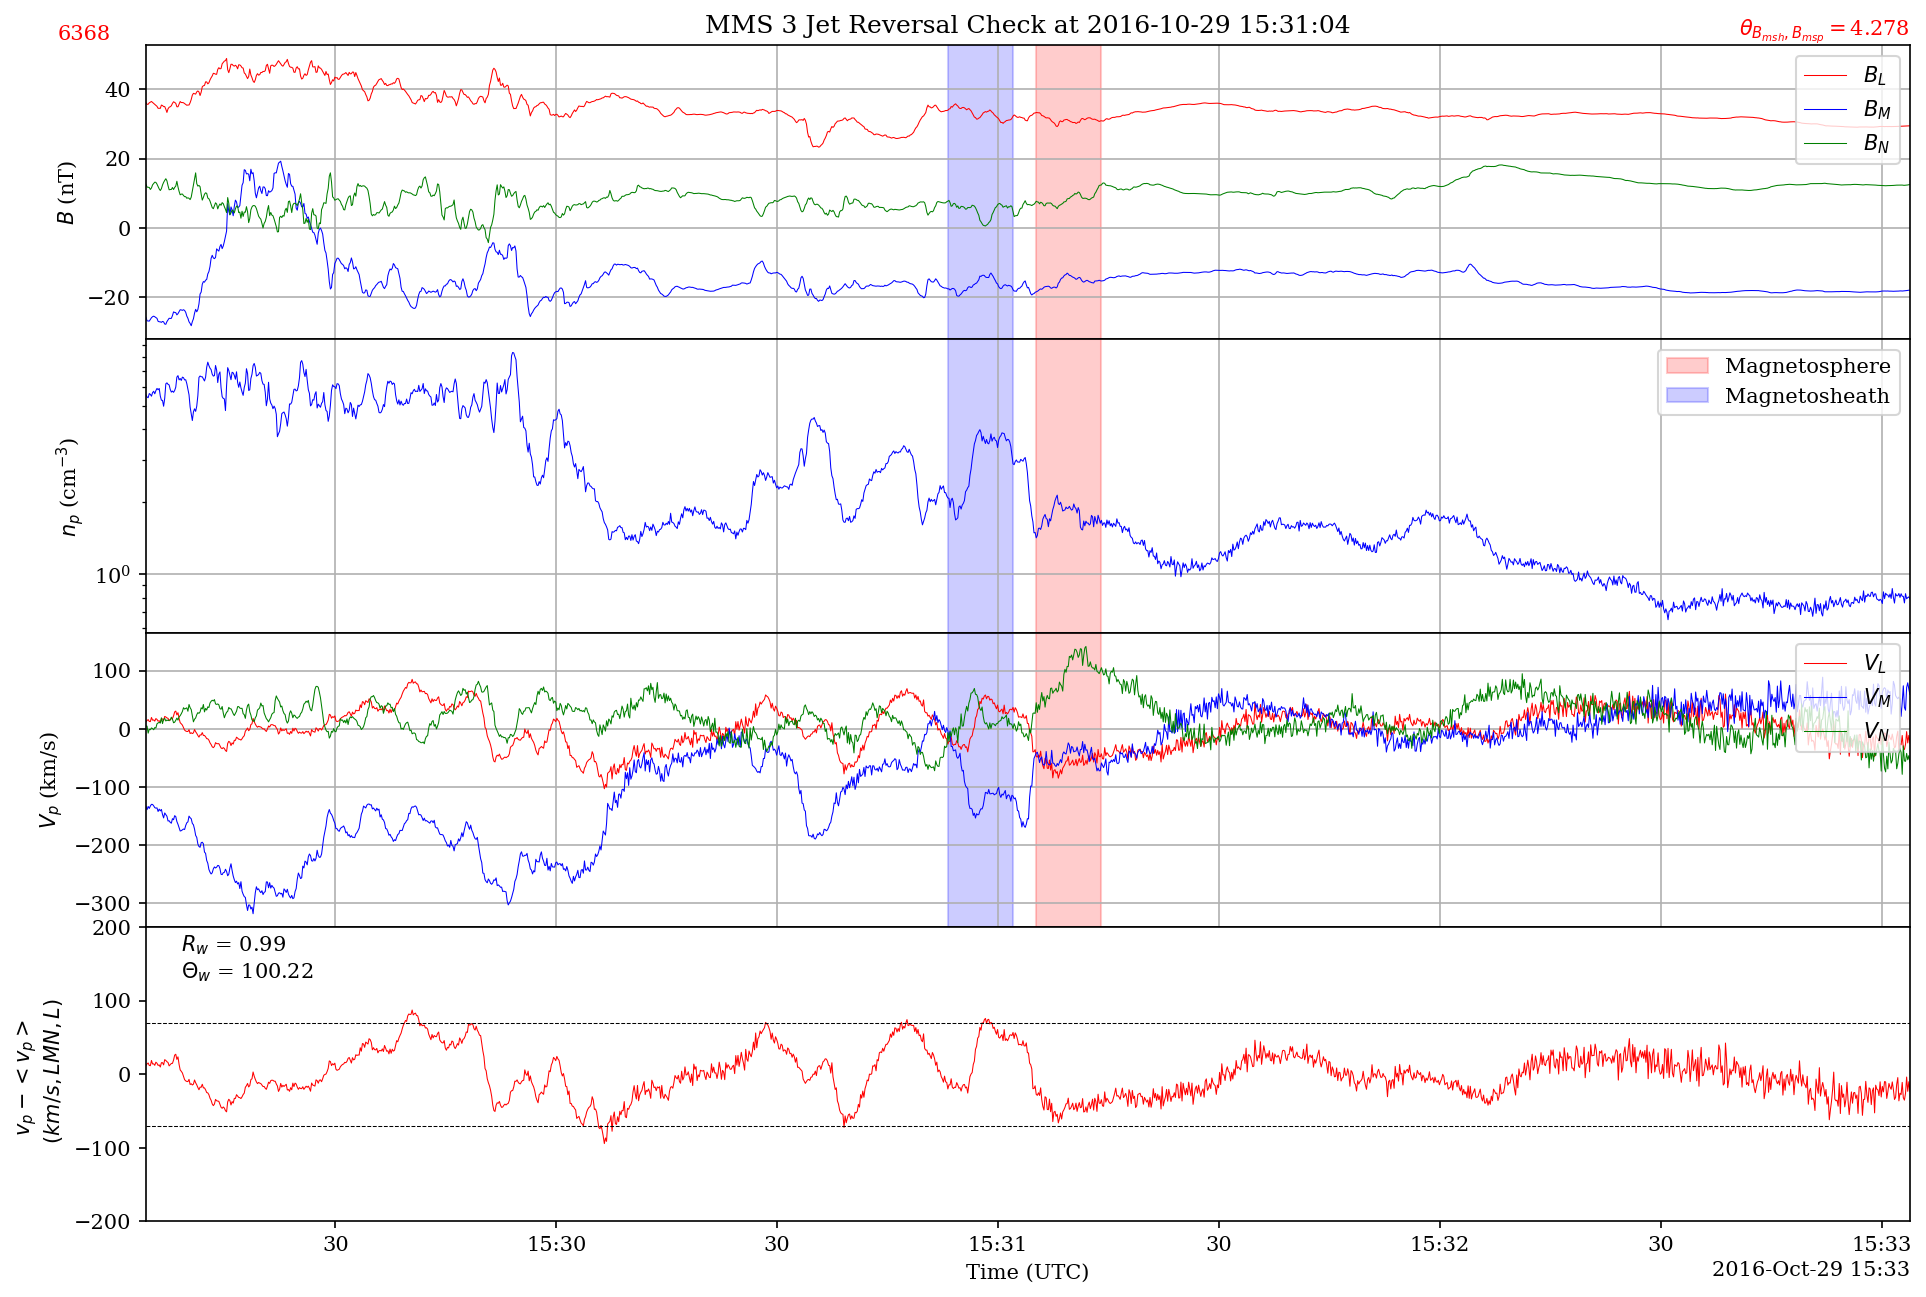 6368
MMS 3 Jet Reversal Check at 2016-10-29 15:31:04
θ_{B_{msh}, B_{msp}} = 4.278
B (nT)
40
20
0
−20
B_L
B_M
B_N
n_p (cm⁻³)
10⁰
Magnetosphere
Magnetosheath
V_p (km/s)
100
0
−100
−200
−300
V_L
V_M
V_N
v_p − < v_p >
(km/s, LMN, L)
200
100
0
−100
−200
R_w = 0.99
Θ_w = 100.22
30
15:30
30
15:31
30
15:32
30
15:33
Time (UTC)
2016-Oct-29 15:33